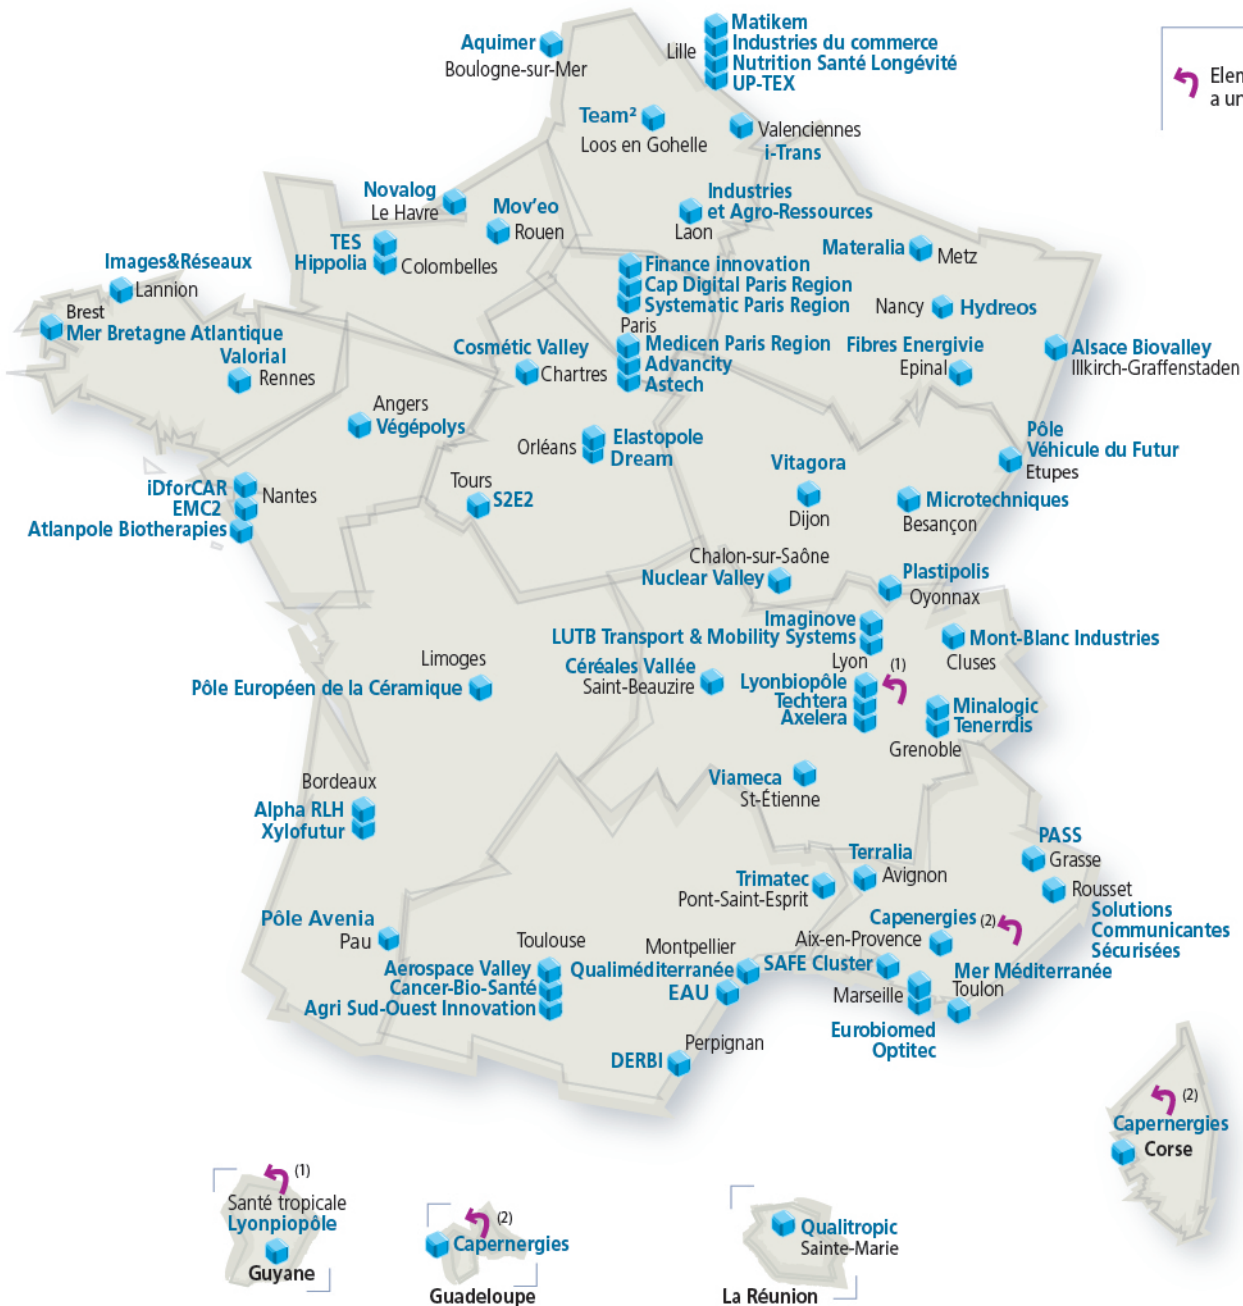 Matikem
Industries du commerce
Nutrition Santé Longévité
UP-TEX
Lille
Aquimer
Boulogne-sur-Mer
Elem
a un
Team²
Loos en Gohelle
Valenciennes
i-Trans
Novalog
Le Havre
Mov'eo
Rouen
Industries
et Agro-Ressources
Laon
TES
Hippolia
Colombelles
Materalia
Metz
Images&Réseaux
Lannion
Finance innovation
Cap Digital Paris Region
Systematic Paris Region
Paris
Medicen Paris Region
Advancity
Astech
Nancy
Hydreos
Brest
Mer Bretagne Atlantique
Valorial
Rennes
Cosmétic Valley
Chartres
Fibres Energivie
Epinal
Alsace Biovalley
Illkirch-Graffenstaden
Angers
Végépolys
Orléans
Elastopole
Dream
Pôle
Véhicule du Futur
Etupes
Vitagora
Dijon
Tours
S2E2
Microtechniques
Besançon
iDforCAR
EMC2
Nantes
Atlanpole Biotherapies
Chalon-sur-Saône
Nuclear Valley
Plastipolis
Oyonnax
Imaginove
LUTB Transport & Mobility Systems
Lyon
(1)
Lyonbiopôle
Techtera
Axelera
Mont-Blanc Industries
Cluses
Limoges
Pôle Européen de la Céramique
Céréales Vallée
Saint-Beauzire
Minalogic
Tenerrdis
Grenoble
Bordeaux
Alpha RLH
Xylofutur
Viameca
St-Étienne
PASS
Grasse
Terralia
Avignon
Trimatec
Pont-Saint-Esprit
Rousset
Solutions
Communicantes
Sécurisées
Capenergies (2)
Aix-en-Provence
Pôle Avenia
Pau
Toulouse
Aerospace Valley
Cancer-Bio-Santé
Agri Sud-Ouest Innovation
Montpellier
Qualiméditerranée
EAU
SAFE Cluster
Marseille
Mer Méditerranée
Toulon
Eurobiomed
Optitec
DERBI
Perpignan
(2)
Capernergies
Corse
(1)
Santé tropicale
Lyonpiopôle
Guyane
(2)
Capernergies
Guadeloupe
Qualitropic
Sainte-Marie
La Réunion